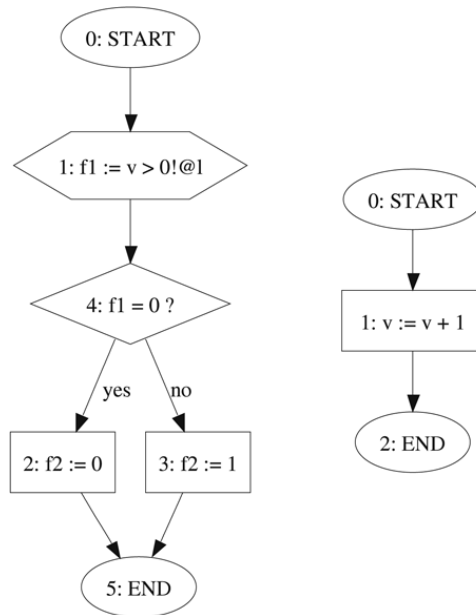 0: START
1: f1 := v > 0!@l
4: f1 = 0 ?
yes
no
2: f2 := 0
3: f2 := 1
5: END
0: START
1: v := v + 1
2: END